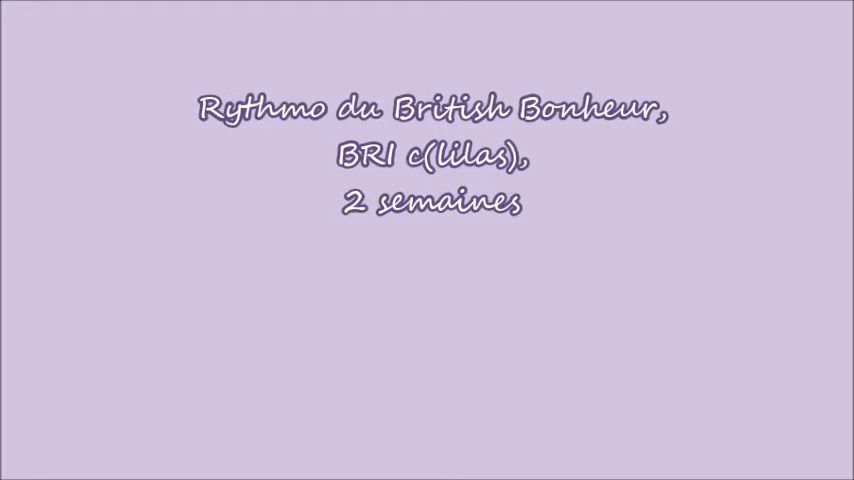 Rythmo du British Bonheur,
BRI c(lilas),
2 semaines